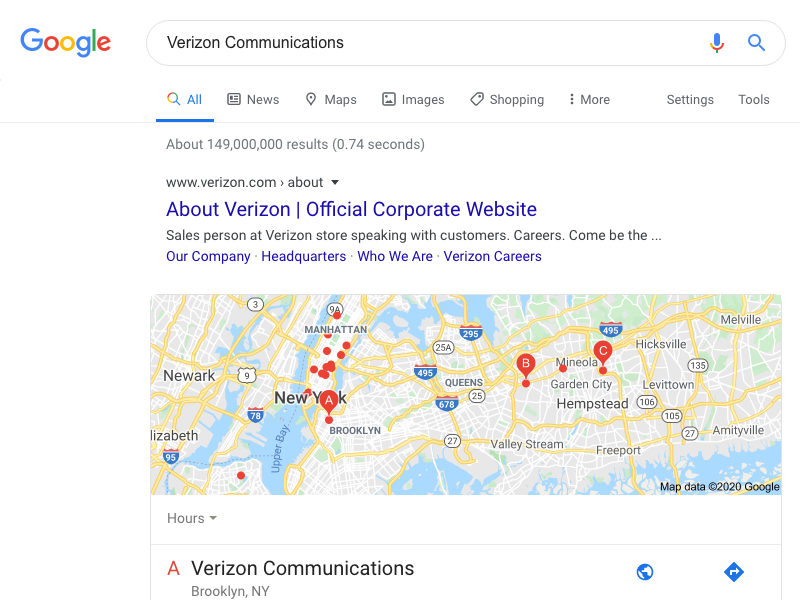 Google
Verizon Communications
All News Maps Images Shopping More Settings Tools
About 149,000,000 results (0.74 seconds)
www.verizon.com › about
About Verizon | Official Corporate Website
Sales person at Verizon store speaking with customers. Careers. Come be the ...
Our Company · Headquarters · Who We Are · Verizon Careers
3
9A
MANHATTAN
295
495
Melville
25A
Hicksville
Newark
9
495
QUEENS
B
Mineola
C
135
Garden City
Levittown
New York
A
678
25
Hempstead
106
78
105
lizabeth
BROOKLYN
27
27
Amityville
95
Upper Bay
Valley Stream
Freeport
Map data ©2020 Google
Hours
A Verizon Communications
Brooklyn, NY